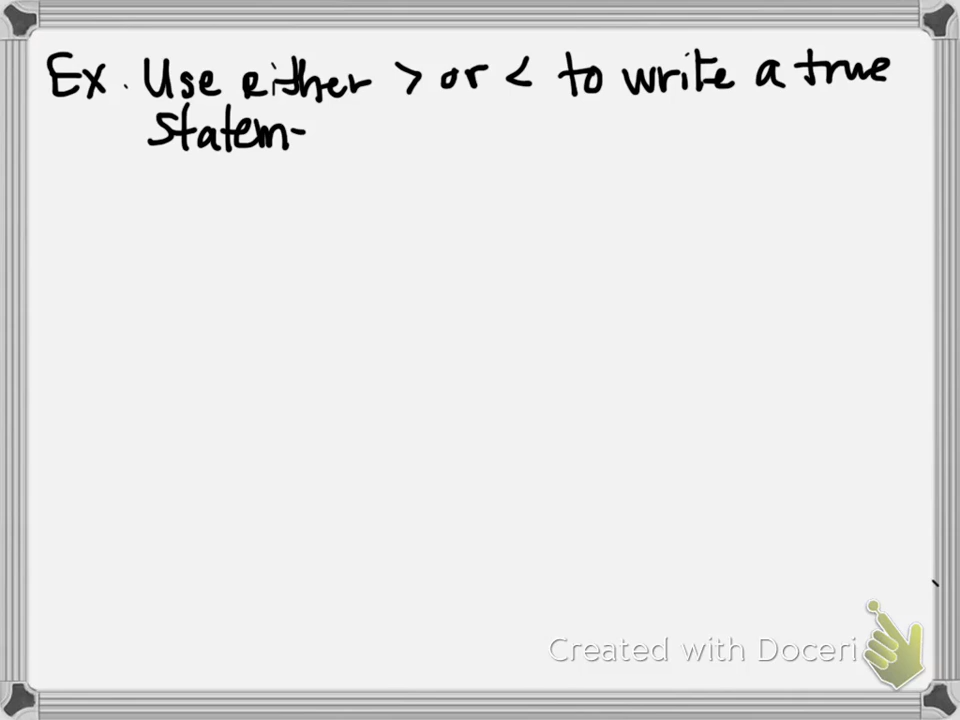 Ex. Use either > or < to write a true
Statem-
Created with Doceri